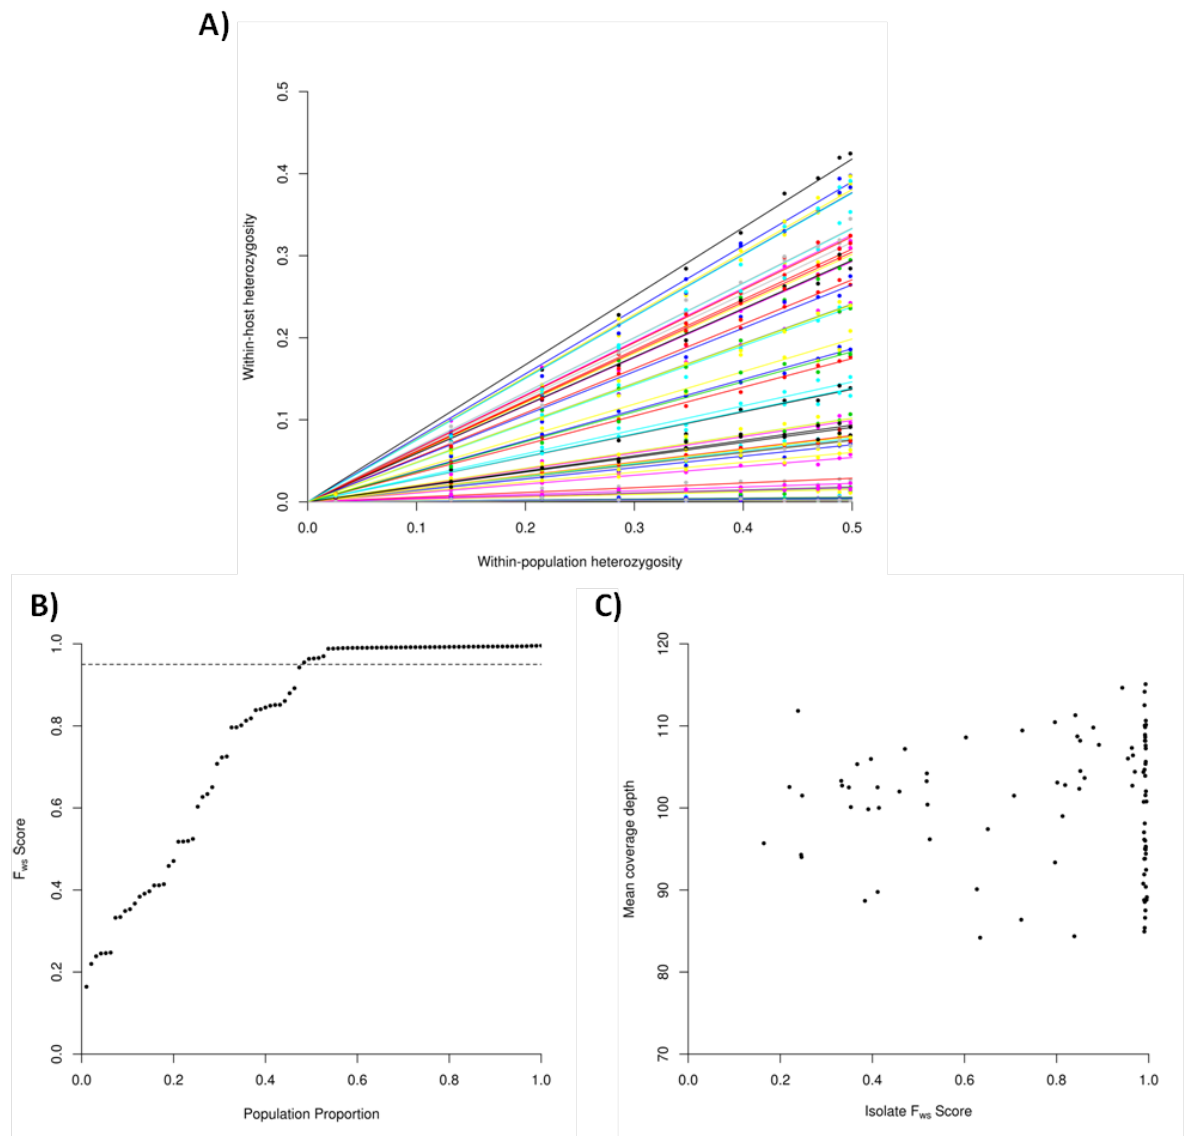 A)
0.5
0.4
0.3
0.2
0.1
0.0
Within-host heterozygosity
0.0 0.1 0.2 0.3 0.4 0.5
Within-population heterozygosity
B)
1.0
0.8
0.6
0.4
0.2
0.0
Fws Score
0.0 0.2 0.4 0.6 0.8 1.0
Population Proportion
C)
120
110
100
90
80
70
Mean coverage depth
0.0 0.2 0.4 0.6 0.8 1.0
Isolate Fws Score